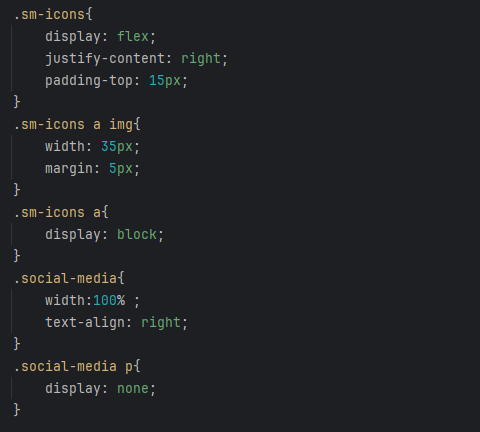 .sm-icons{
    display: flex;
    justify-content: right;
    padding-top: 15px;
}
.sm-icons a img{
    width: 35px;
    margin: 5px;
}
.sm-icons a{
    display: block;
}
.social-media{
    width:100% ;
    text-align: right;
}
.social-media p{
    display: none;
}